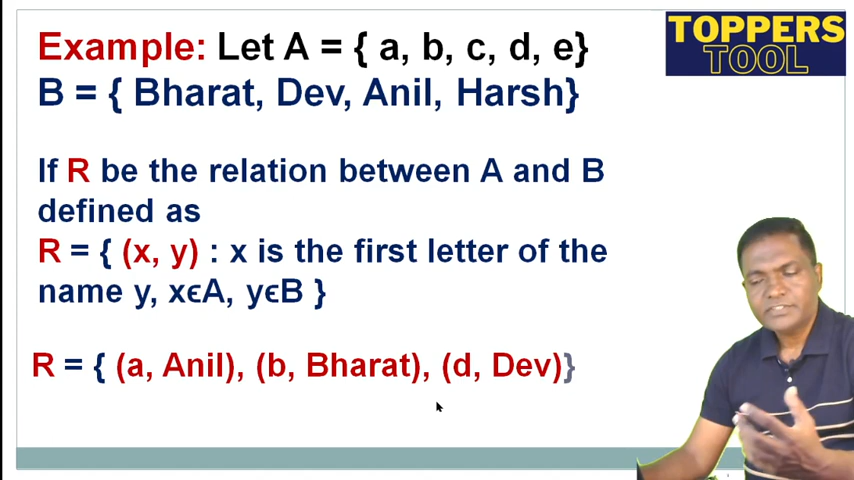 Example: Let A = { a, b, c, d, e}
B = { Bharat, Dev, Anil, Harsh}
If R be the relation between A and B
defined as
R = { (x, y) : x is the first letter of the
name y, xϵA, yϵB }
R = { (a, Anil), (b, Bharat), (d, Dev)}
TOPPERS
TOOL